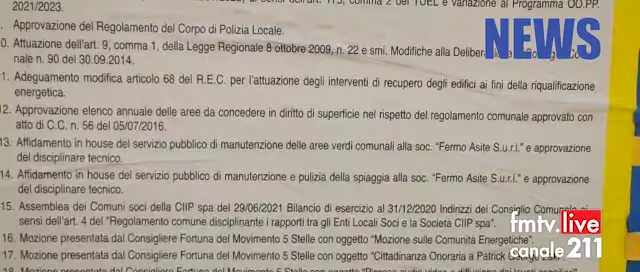 2021/2023.
Approvazione del Regolamento del Corpo di Polizia Locale.
0. Attuazione dell'art. 9, comma 1, della Legge Regionale 8 ottobre 2009, n. 22 e smi. Modifiche alla
nale n. 90 del 30.09.2014.
1. Adeguamento modifica articolo 68 del R.E.C. per l'attuazione degli interventi di recupero degli edifici ai fini della riqualificazione
energetica.
12. Approvazione elenco annuale delle aree da concedere in diritto di superficie nel rispetto del regolamento comunale approvato con
atto di C.C. n. 56 del 05/07/2016.
13. Affidamento in house del servizio pubblico di manutenzione delle aree verdi comunali alla soc. "Fermo Asite S.u.r.l." e approvazione
del disciplinare tecnico.
14. Affidamento in house del servizio pubblico di manutenzione e pulizia della spiaggia alla soc. "Fermo Asite S.u.r.l." e approvazione
del disciplinare tecnico.
15. Assemblea dei Comuni soci della CIIP spa del 29/06/2021 Bilancio di esercizio al 31/12/2020 Indirizzi del Consiglio
sensi dell'art. 4 del "Regolamento comunale disciplinante i rapporti tra gli Enti Locali Soci e la Società CIIP spa".
16. Mozione presentata dal Consigliere Fortuna del Movimento 5 Stelle con oggetto "Mozione sulle Comunità Energetiche".
17. Mozione presentata dal Consigliere Fortuna del Movimento 5 Stelle con oggetto "Cittadinanza Onoraria a Patrick
NEWS
fmtv.live
canale 211